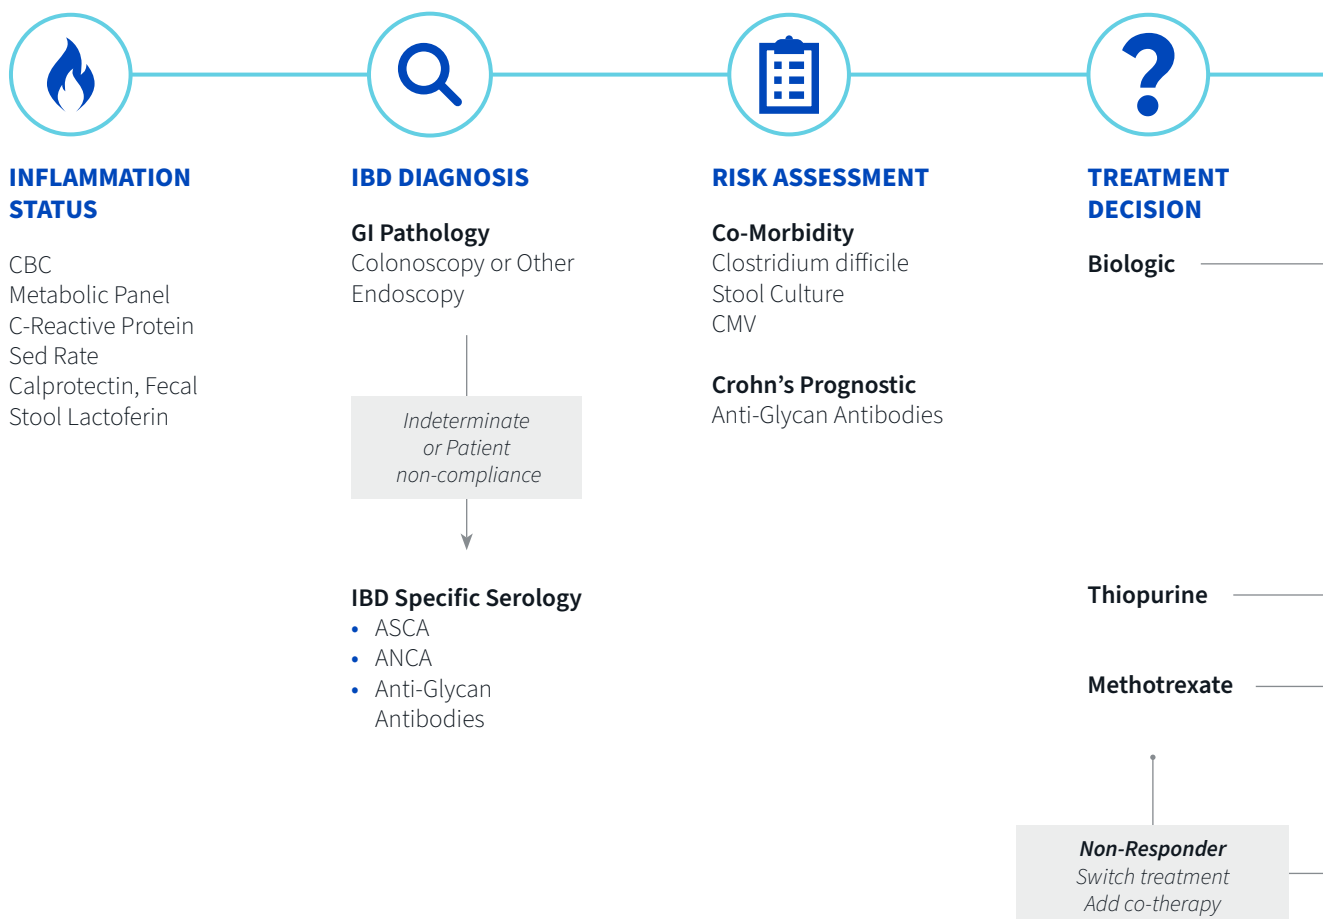 INFLAMMATION
STATUS
CBC
Metabolic Panel
C-Reactive Protein
Sed Rate
Calprotectin, Fecal
Stool Lactoferin
IBD DIAGNOSIS
GI Pathology
Colonoscopy or Other
Endoscopy
Indeterminate
or Patient
non-compliance
IBD Specific Serology
• ASCA
• ANCA
• Anti-Glycan
Antibodies
RISK ASSESSMENT
Co-Morbidity
Clostridium difficile
Stool Culture
CMV
Crohn's Prognostic
Anti-Glycan Antibodies
TREATMENT
DECISION
Biologic
Thiopurine
Methotrexate
Non-Responder
Switch treatment
Add co-therapy